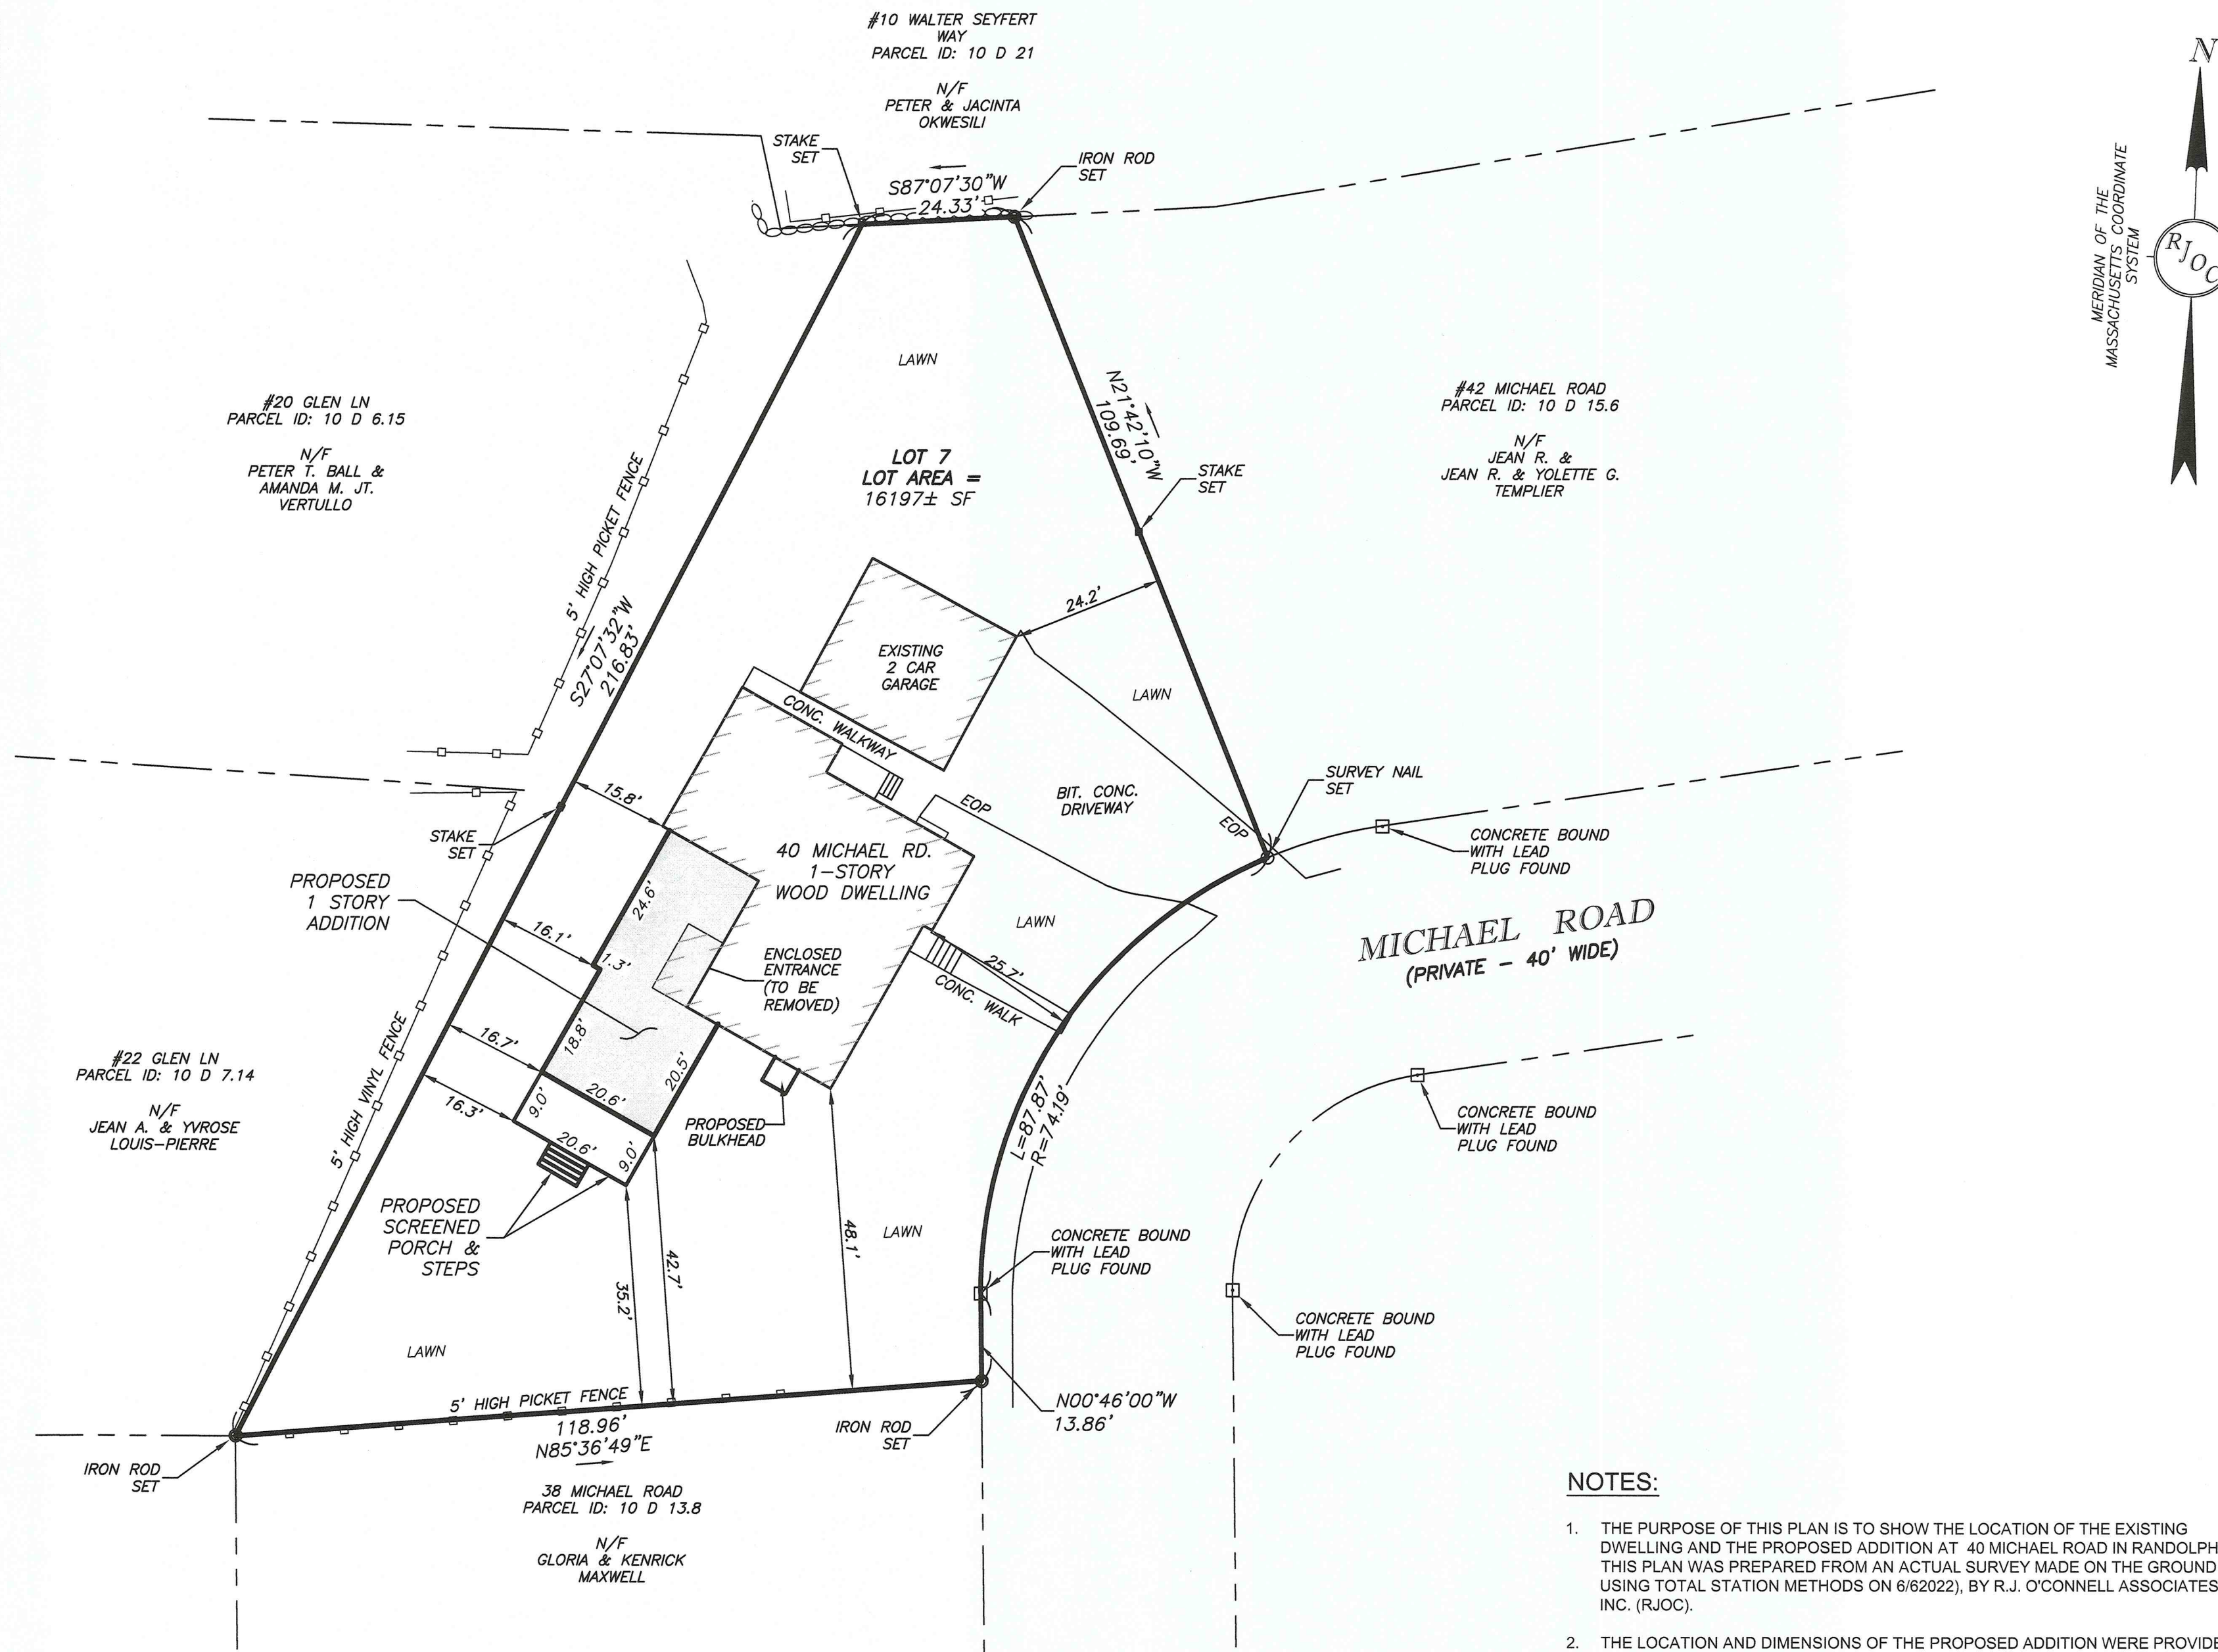 #10 WALTER SEYFERT
WAY
PARCEL ID: 10 D 21
N/F
PETER & JACINTA
OKWESILI
N
MERIDIAN OF THE
MASSACHUSETTS COORDINATE
SYSTEM
RJOC
STAKE
SET
S87°07'30"W
24.33'
IRON ROD
SET
LAWN
#20 GLEN LN
PARCEL ID: 10 D 6.15
N/F
PETER T. BALL &
AMANDA M. JT.
VERTULLO
5' HIGH PICKET FENCE
S27°07'32"W
216.83'
LOT 7
LOT AREA =
16197± SF
N21°42'10"W
109.69'
STAKE
SET
#42 MICHAEL ROAD
PARCEL ID: 10 D 15.6
N/F
JEAN R. &
JEAN R. & YOLETTE G.
TEMPLIER
24.2'
EXISTING
2 CAR
GARAGE
LAWN
CONC. WALKWAY
15.8'
STAKE
SET
EOP
BIT. CONC.
DRIVEWAY
EOP
SURVEY NAIL
SET
CONCRETE BOUND
WITH LEAD
PLUG FOUND
PROPOSED
1 STORY
ADDITION
24.6'
40 MICHAEL RD.
1-STORY
WOOD DWELLING
LAWN
MICHAEL ROAD
(PRIVATE - 40' WIDE)
16.1'
1.3'
ENCLOSED
ENTRANCE
(TO BE
REMOVED)
25.7'
CONC. WALK
5' HIGH VINYL FENCE
16.7'
18.8'
20.5'
#22 GLEN LN
PARCEL ID: 10 D 7.14
N/F
JEAN A. & YVROSE
LOUIS-PIERRE
16.3'
9.0'
20.6'
20.6'
9.0'
PROPOSED
BULKHEAD
L=87.87'
R=74.19'
CONCRETE BOUND
WITH LEAD
PLUG FOUND
PROPOSED
SCREENED
PORCH &
STEPS
35.2'
42.7'
48.1'
LAWN
CONCRETE BOUND
WITH LEAD
PLUG FOUND
CONCRETE BOUND
WITH LEAD
PLUG FOUND
LAWN
5' HIGH PICKET FENCE
118.96'
N85°36'49"E
IRON ROD
SET
N00°46'00"W
13.86'
IRON ROD
SET
38 MICHAEL ROAD
PARCEL ID: 10 D 13.8
N/F
GLORIA & KENRICK
MAXWELL
NOTES:
1. THE PURPOSE OF THIS PLAN IS TO SHOW THE LOCATION OF THE EXISTING
DWELLING AND THE PROPOSED ADDITION AT 40 MICHAEL ROAD IN RANDOLPH
THIS PLAN WAS PREPARED FROM AN ACTUAL SURVEY MADE ON THE GROUND
USING TOTAL STATION METHODS ON 6/62022), BY R.J. O'CONNELL ASSOCIATES
INC. (RJOC).
2. THE LOCATION AND DIMENSIONS OF THE PROPOSED ADDITION WERE PROVIDE